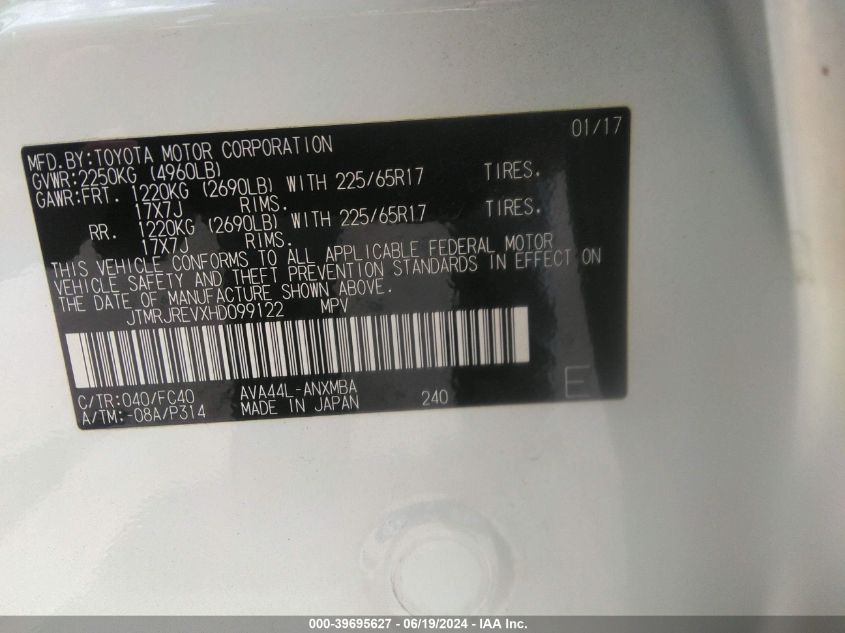 01/17
MFD.BY:TOYOTA MOTOR CORPORATION
GVWR:2250KG (4960LB)
GAWR:FRT. 1220KG (2690LB) WITH 225/65R17 TIRES.
17X7J RIMS.
RR. 1220KG (2690LB) WITH 225/65R17 TIRES.
17X7J RIMS.
THIS VEHICLE CONFORMS TO ALL APPLICABLE FEDERAL MOTOR
VEHICLE SAFETY AND THEFT PREVENTION STANDARDS IN EFFECT ON
THE DATE OF MANUFACTURE SHOWN ABOVE.
JTMRJREVXHD099122 MPV
C/TR:040/FC40 AVA44L-ANXMBA
A/TM:-08A/P314 MADE IN JAPAN 240 E
000-39695627 - 06/19/2024 - IAA Inc.